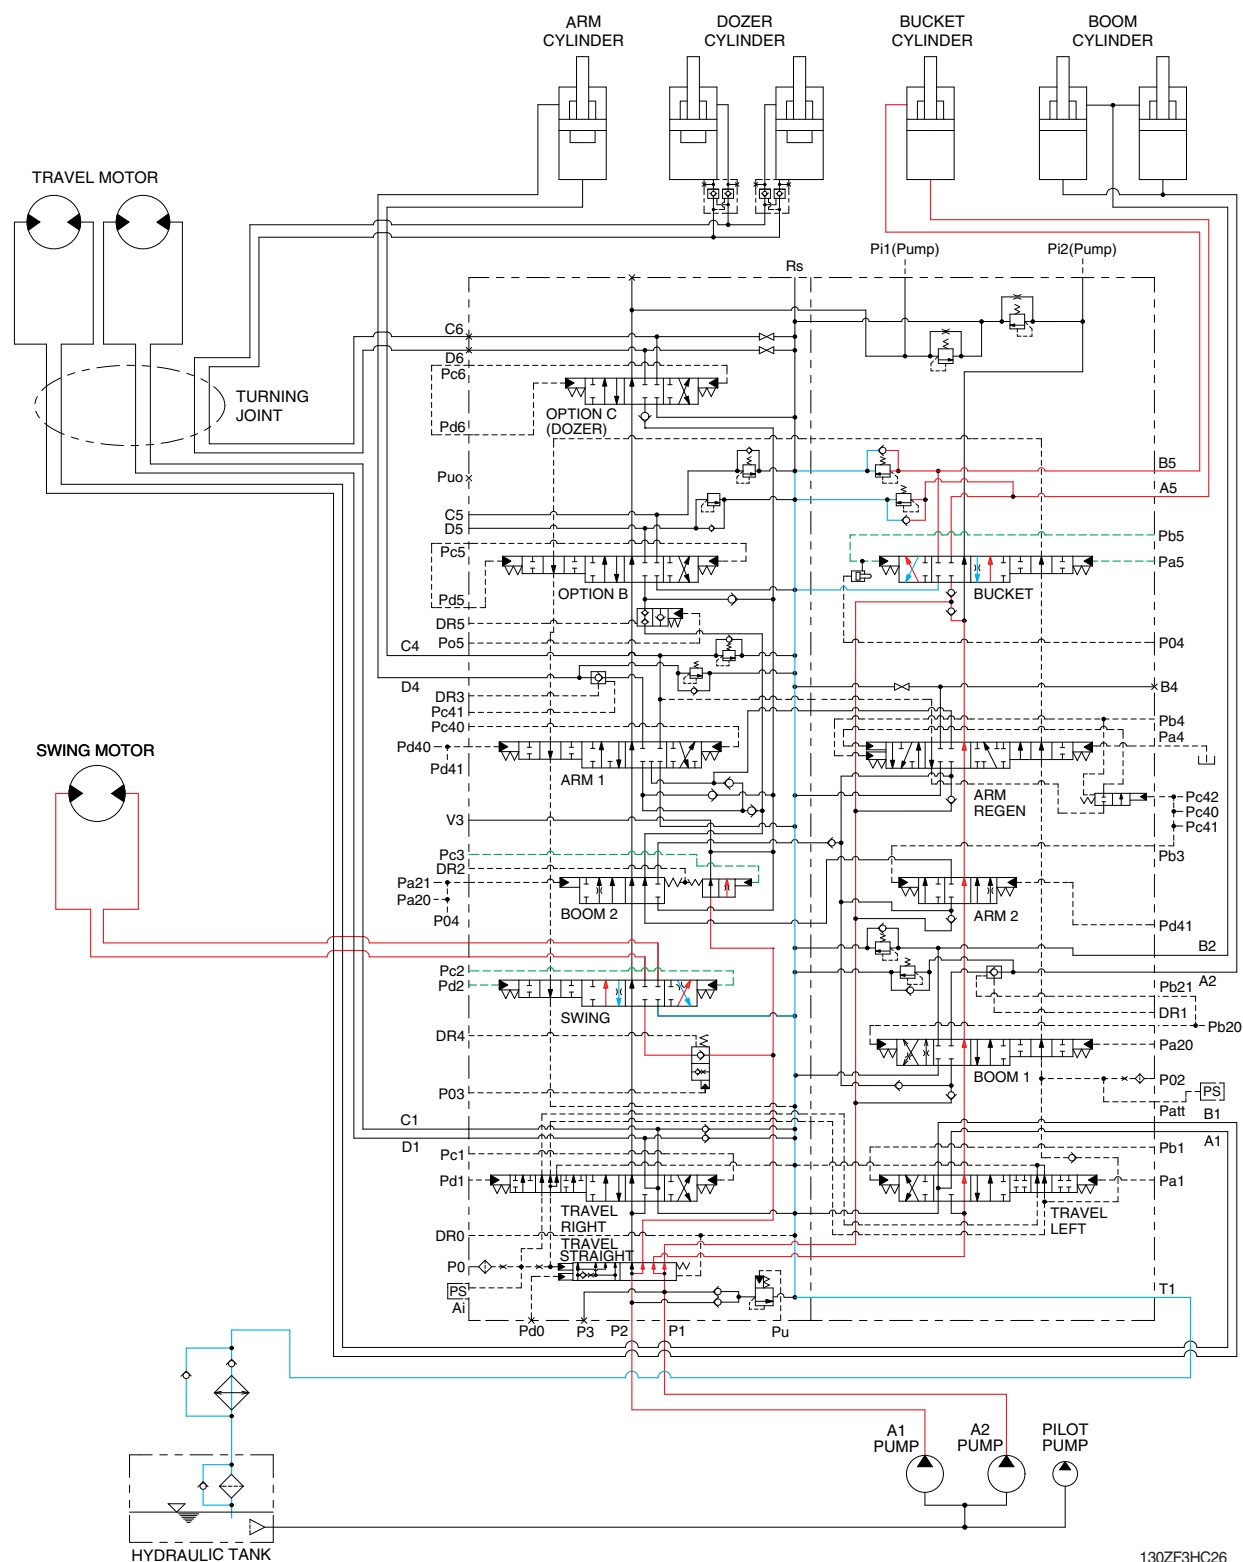 ARM
CYLINDER
DOZER
CYLINDER
BUCKET
CYLINDER
BOOM
CYLINDER
TRAVEL MOTOR
TURNING
JOINT
Rs
Pi1(Pump)
Pi2(Pump)
C6
D6
Pc6
Pd6
OPTION C
(DOZER)
Puo
B5
A5
C5
D5
Pc5
Pd5
OPTION B
BUCKET
Pb5
Pa5
DR5
Po5
P04
C4
D4
DR3
Pc41
Pc40
Pd40
Pd41
ARM 1
B4
Pb4
Pa4
ARM
REGEN
Pc42
Pc40
Pc41
SWING MOTOR
V3
Pc3
DR2
Pa21
Pa20
P04
BOOM 2
Pb3
ARM 2
Pd41
B2
A2
Pc2
Pd2
SWING
Pb21
DR1
Pb20
DR4
Pa20
BOOM 1
P03
P02
PS
Patt
C1
D1
B1
A1
Pc1
Pd1
TRAVEL
RIGHT
Pb1
Pa1
TRAVEL
LEFT
DR0
TRAVEL
STRAIGHT
P0
PS
Ai
T1
Pd0
P3
P2
P1
Pu
A1
PUMP
A2
PUMP
PILOT
PUMP
HYDRAULIC TANK
130ZF3HC26